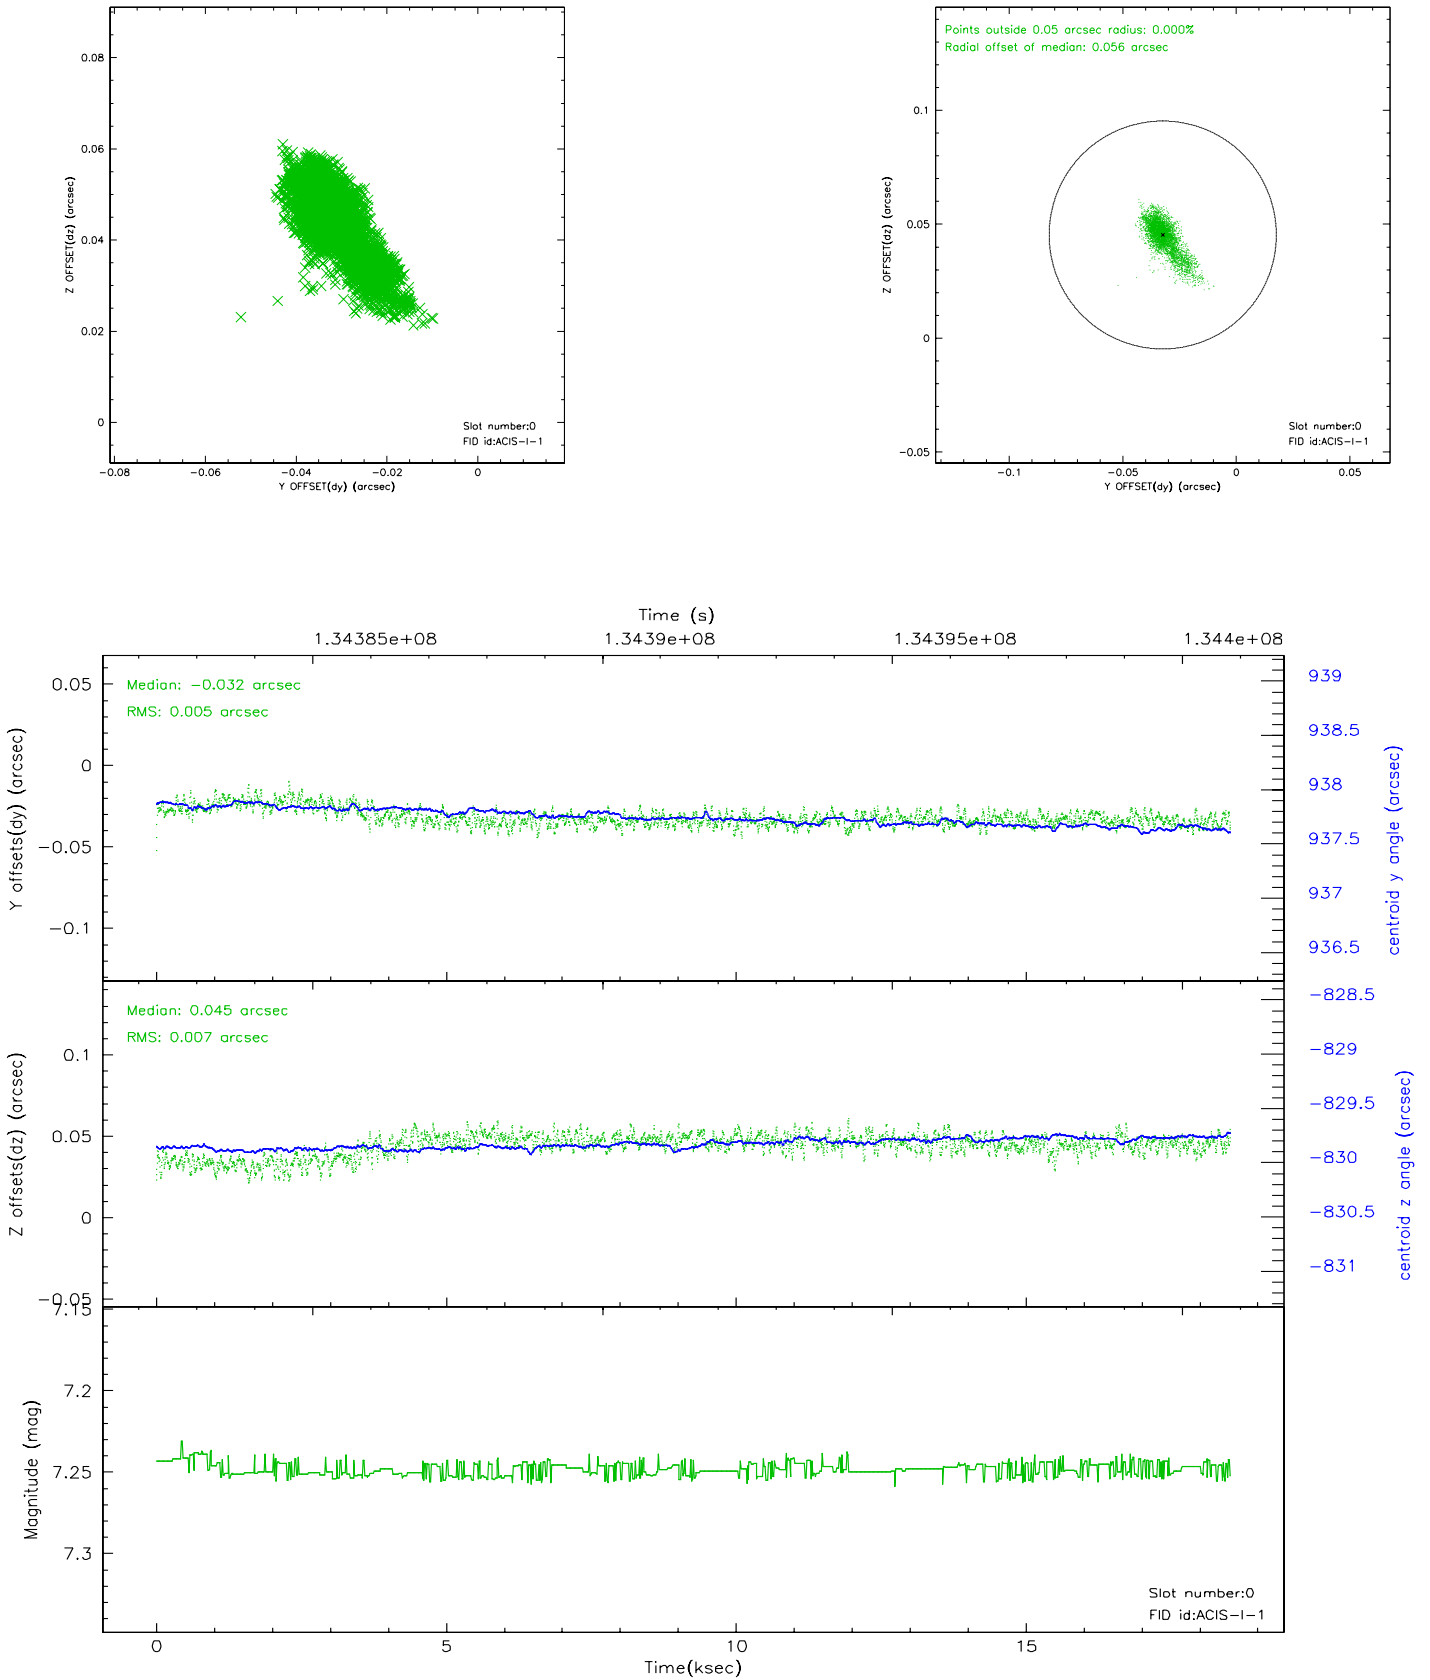 Points outside 0.05 arcsec radius: 0.000%
Radial offset of median: 0.056 arcsec
0.08
0.06
0.04
0.02
0
Z OFFSET(dz) (arcsec)
Slot number:0
FID id:ACIS-I-1
-0.08 -0.06 -0.04 -0.02 0
Y OFFSET(dy) (arcsec)
0.1
0.05
0
-0.05
Z OFFSET(dz) (arcsec)
Slot number:0
FID id:ACIS-I-1
-0.1 -0.05 0 0.05
Y OFFSET(dy) (arcsec)
Time (s)
1.34385e+08 1.3439e+08 1.34395e+08 1.344e+08
Median: -0.032 arcsec
RMS: 0.005 arcsec
0.05
0
-0.05
-0.1
Y offsets(dy) (arcsec)
939
938.5
938
937.5
937
936.5
centroid y angle (arcsec)
Median: 0.045 arcsec
RMS: 0.007 arcsec
0.1
0.05
0
-0.05
Z offsets(dz) (arcsec)
-828.5
-829
-829.5
-830
-830.5
-831
centroid z angle (arcsec)
7.15
7.2
7.25
7.3
Magnitude (mag)
Slot number:0
FID id:ACIS-I-1
0 5 10 15
Time(ksec)